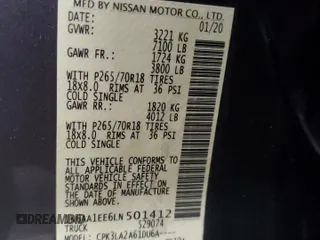 MFD BY NISSAN MOTOR CO., LTD.
DATE: 01/20
GVWR: 3221 KG
7100 LB
GAWR FR.: 1724 KG
3800 LB
WITH P265/70R18 TIRES
18x8.0 RIMS AT 36 PSI
COLD SINGLE
GAWR RR.: 1820 KG
4012 LB
WITH P265/70R18 TIRES
18x8.0 RIMS AT 36 PSI
COLD SINGLE
THIS VEHICLE CONFORMS TO
ALL APPLICABLE FEDERAL MOTOR
VEHICLE SAFETY STANDARDS IN
EFFECT ON THE DATE OF
MANUFACTURE SHOWN ABOVE.
501412
529074
MODEL: CPK3LA2A61DU6A----